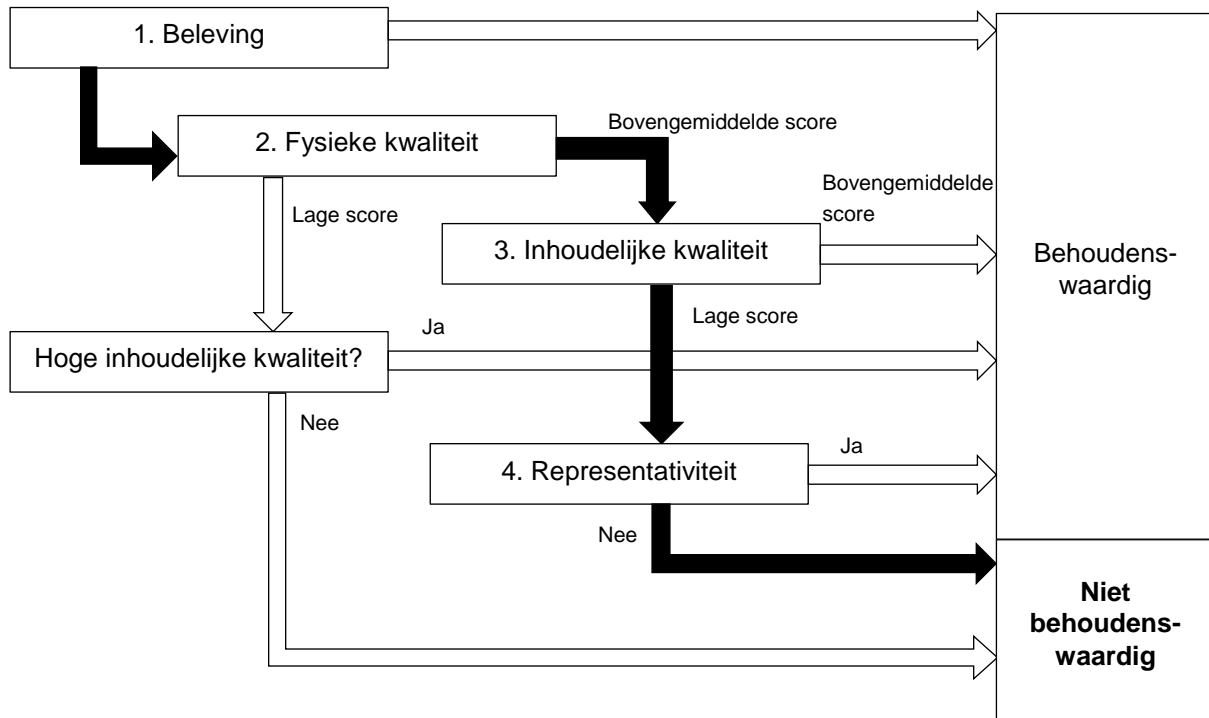 1. Beleving
2. Fysieke kwaliteit
Bovengemiddelde score
Bovengemiddelde
score
Lage score
3. Inhoudelijke kwaliteit
Behoudens-
waardig
Lage score
Ja
Hoge inhoudelijke kwaliteit?
Nee
Ja
4. Representativiteit
Nee
Niet
behoudens-
waardig